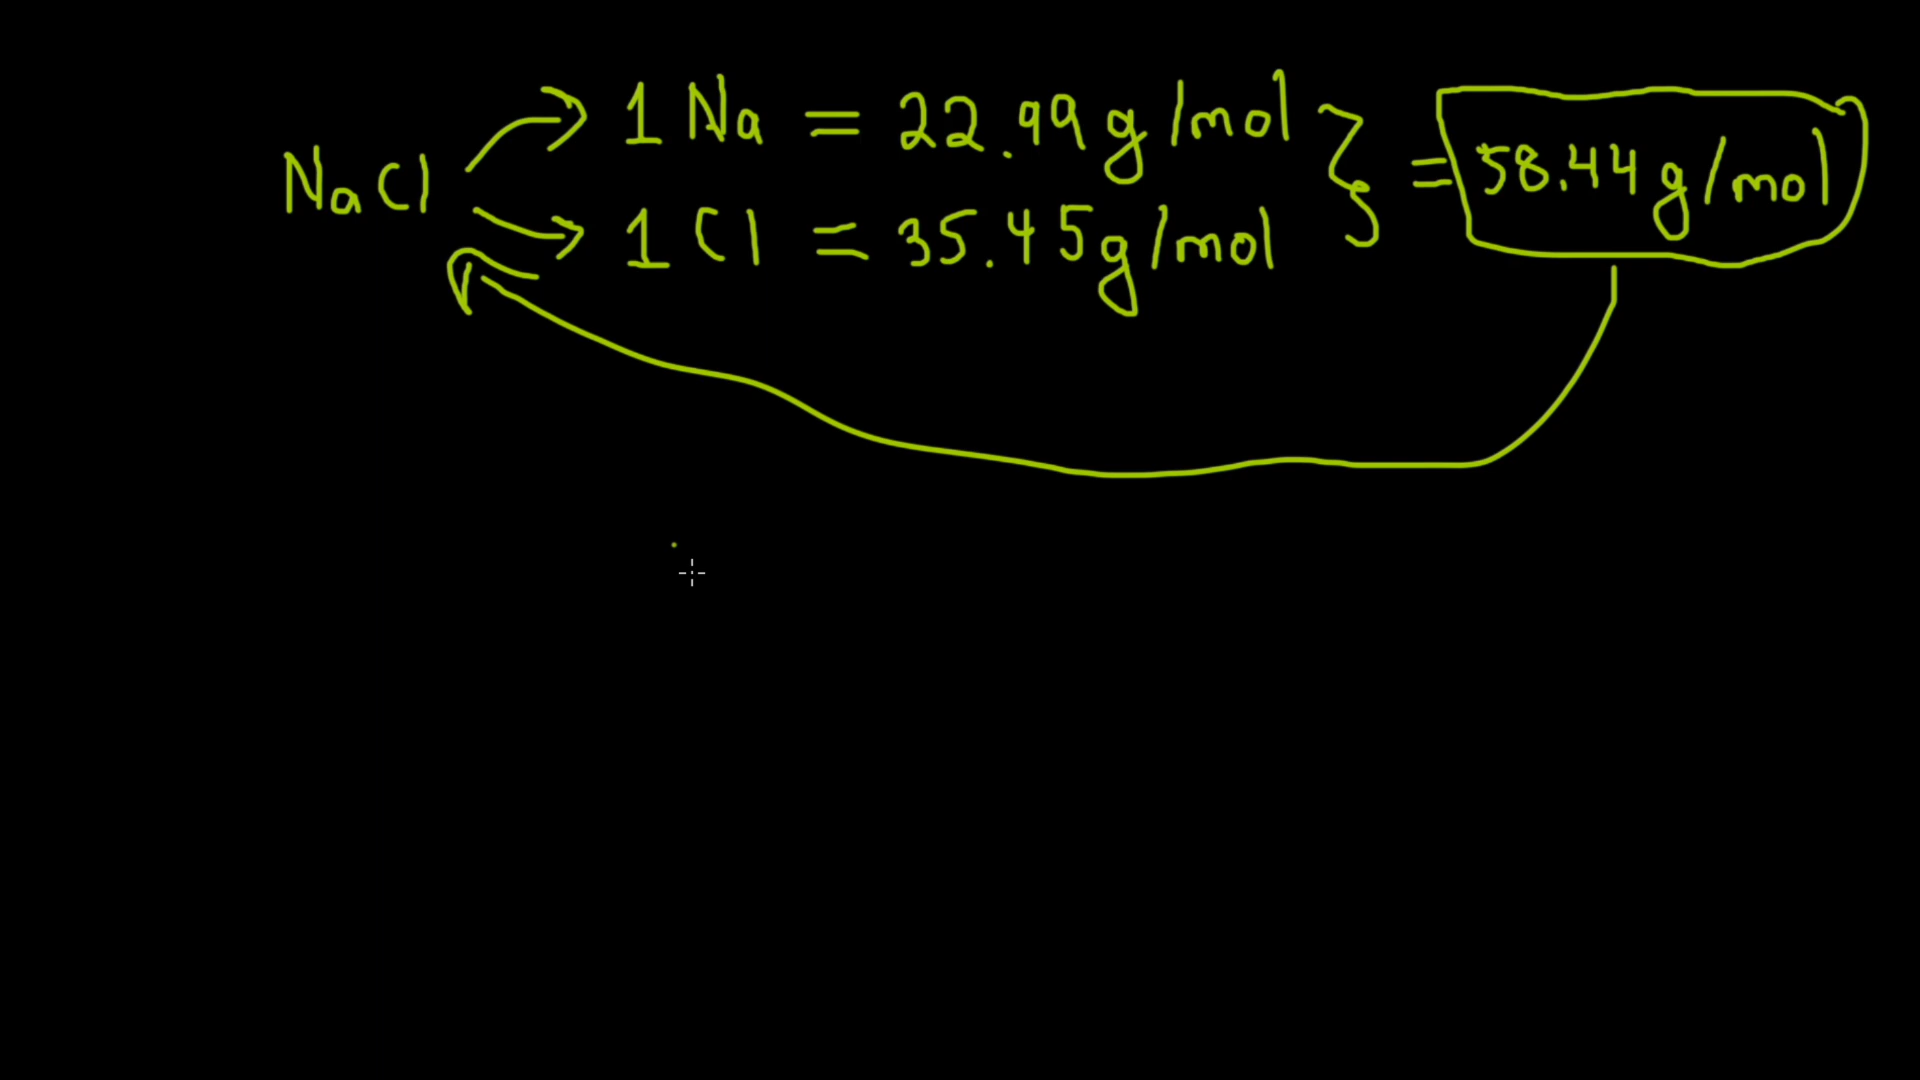 1 Na = 22.99 g/mol
NaCl } = 58.44 g/mol
1 Cl = 35.45 g/mol